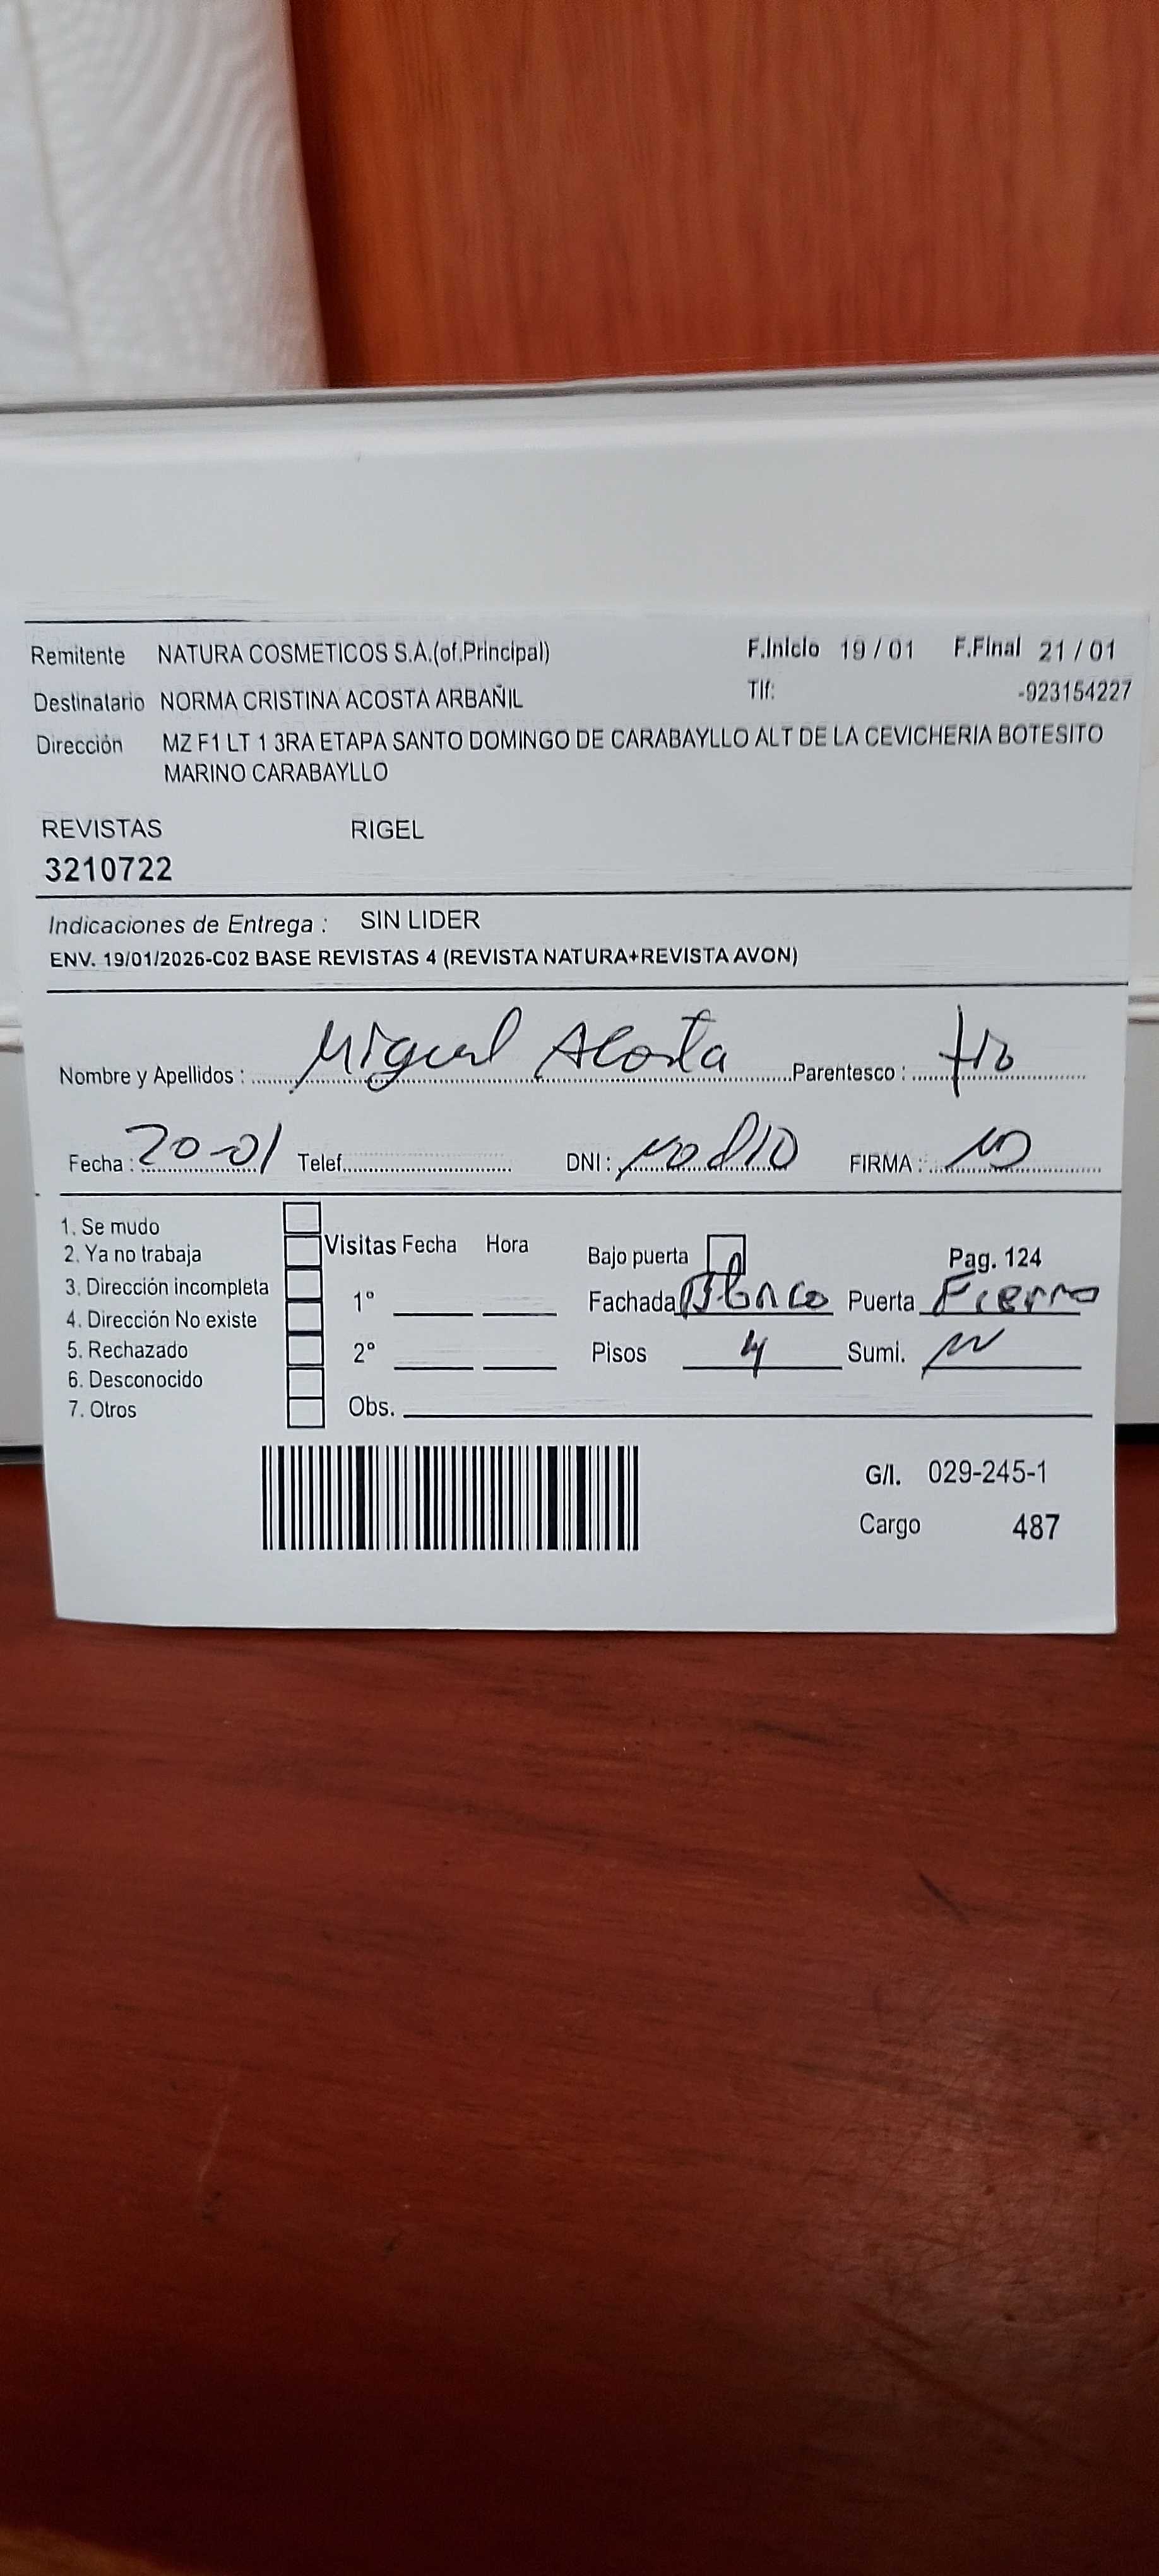 Remitente NATURA COSMETICOS S.A.(of.Principal) F.Inicio 19 / 01 F.Final 21 / 01
Destinatario NORMA CRISTINA ACOSTA ARBAÑIL Tlf: -923154227
Dirección MZ F1 LT 1 3RA ETAPA SANTO DOMINGO DE CARABAYLLO ALT DE LA CEVICHERIA BOTESITO
MARINO CARABAYLLO
REVISTAS RIGEL
3210722
Indicaciones de Entrega : SIN LIDER
ENV. 19/01/2026-C02 BASE REVISTAS 4 (REVISTA NATURA+REVISTA AVON)
Nombre y Apellidos : Miguel Acosta Parentesco : tio
Fecha : 20-01 Telef. DNI : no dio FIRMA :
1. Se mudo
2. Ya no trabaja Visitas Fecha Hora Bajo puerta Pag. 124
3. Dirección incompleta 1° Fachada Blanco Puerta Fierro
4. Dirección No existe
5. Rechazado 2° Pisos 4 Sumi.
6. Desconocido
7. Otros Obs.
G/I. 029-245-1
Cargo 487